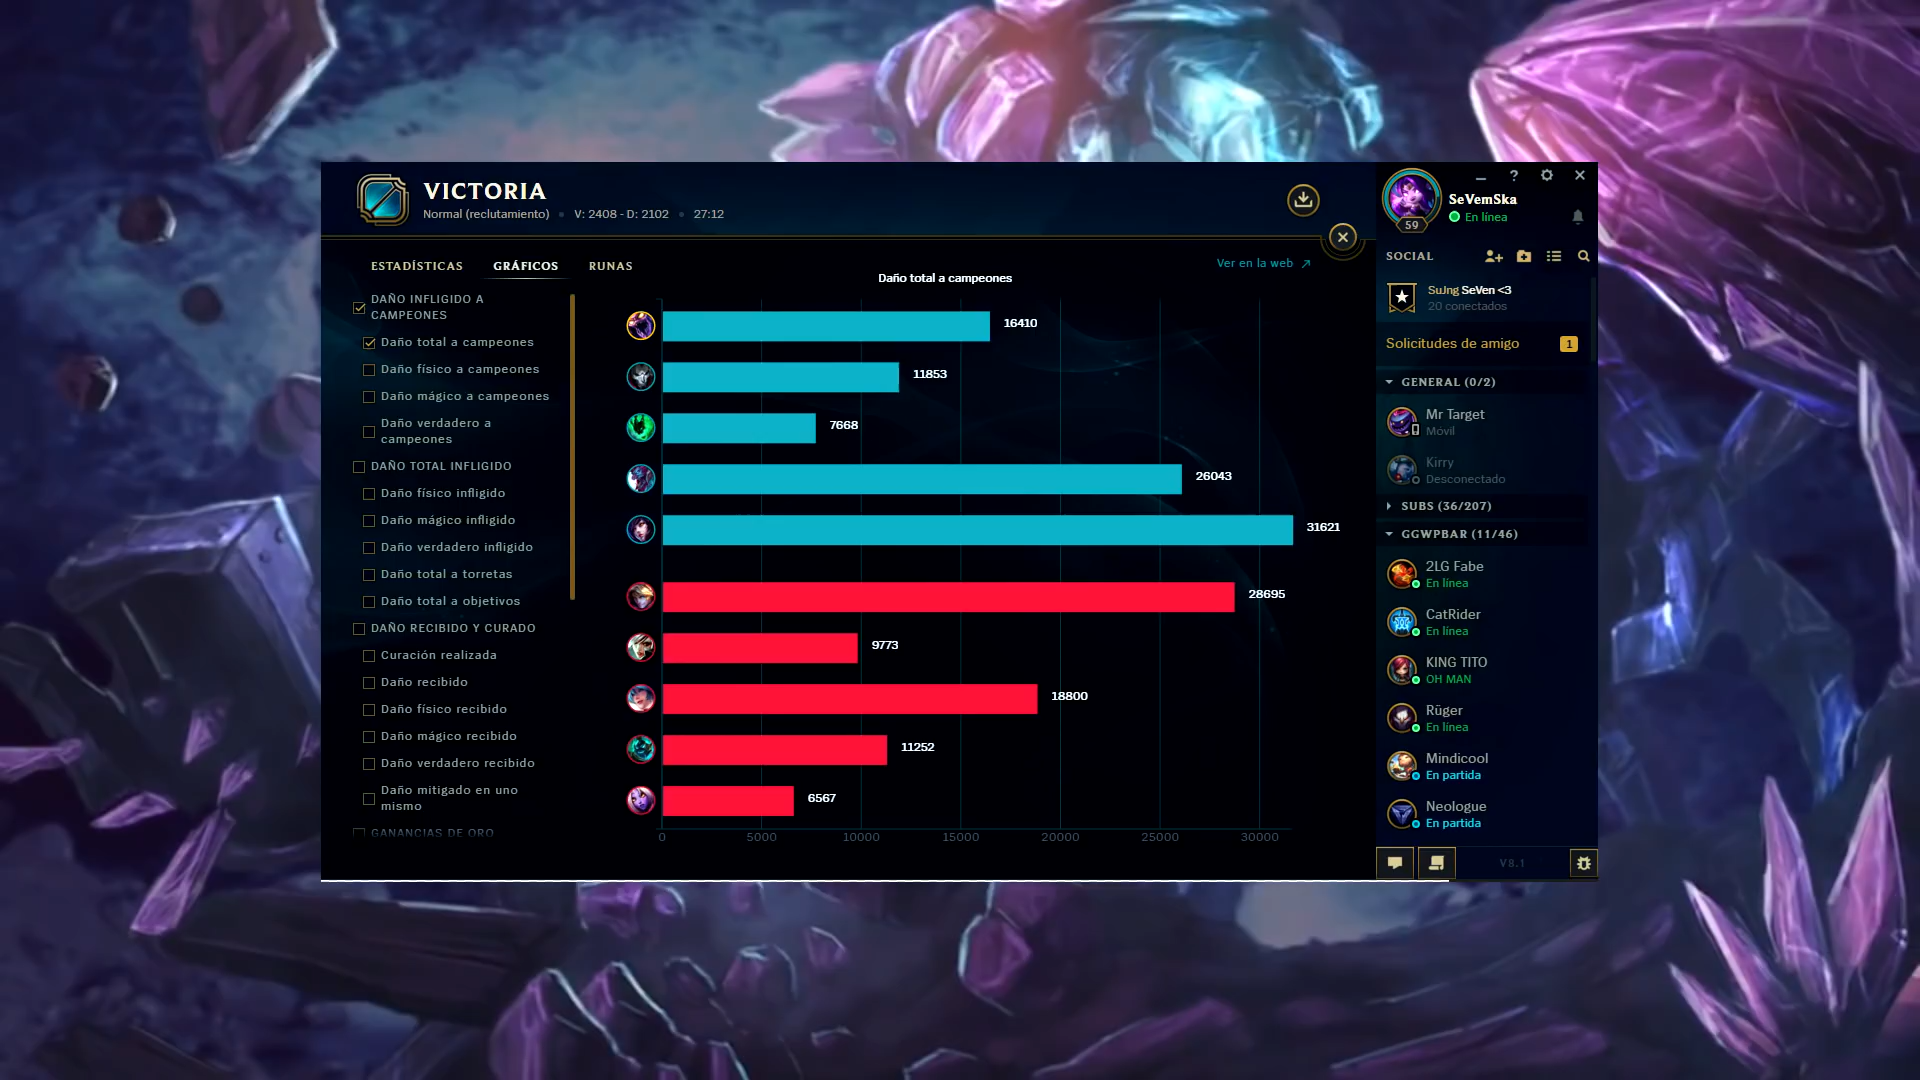 VICTORIA
Normal (reclutamiento) • V: 2408 - D: 2102 • 27:12
ESTADÍSTICAS GRÁFICOS RUNAS
Ver en la web
DAÑO INFLIGIDO A
CAMPEONES
Daño total a campeones
Daño físico a campeones
Daño mágico a campeones
Daño verdadero a
campeones
DAÑO TOTAL INFLIGIDO
Daño físico infligido
Daño mágico infligido
Daño verdadero infligido
Daño total a torretas
Daño total a objetivos
DAÑO RECIBIDO Y CURADO
Curación realizada
Daño recibido
Daño físico recibido
Daño mágico recibido
Daño verdadero recibido
Daño mitigado en uno
mismo
GANANCIAS DE ORO
Daño total a campeones
16410
11853
7668
26043
31621
28695
9773
18800
11252
6567
0 5000 10000 15000 20000 25000 30000
?
SeVemSka
59
En línea
SOCIAL
SuJng SeVen <3
20 conectados
Solicitudes de amigo 1
GENERAL (0/2)
Mr Target
Móvil
Kirry
Desconectado
SUBS (36/207)
GGWPBAR (11/46)
2LG Fabe
En línea
CatRider
En línea
KING TITO
OH MAN
Rüger
En línea
Mindicool
En partida
Neologue
En partida
V8.1